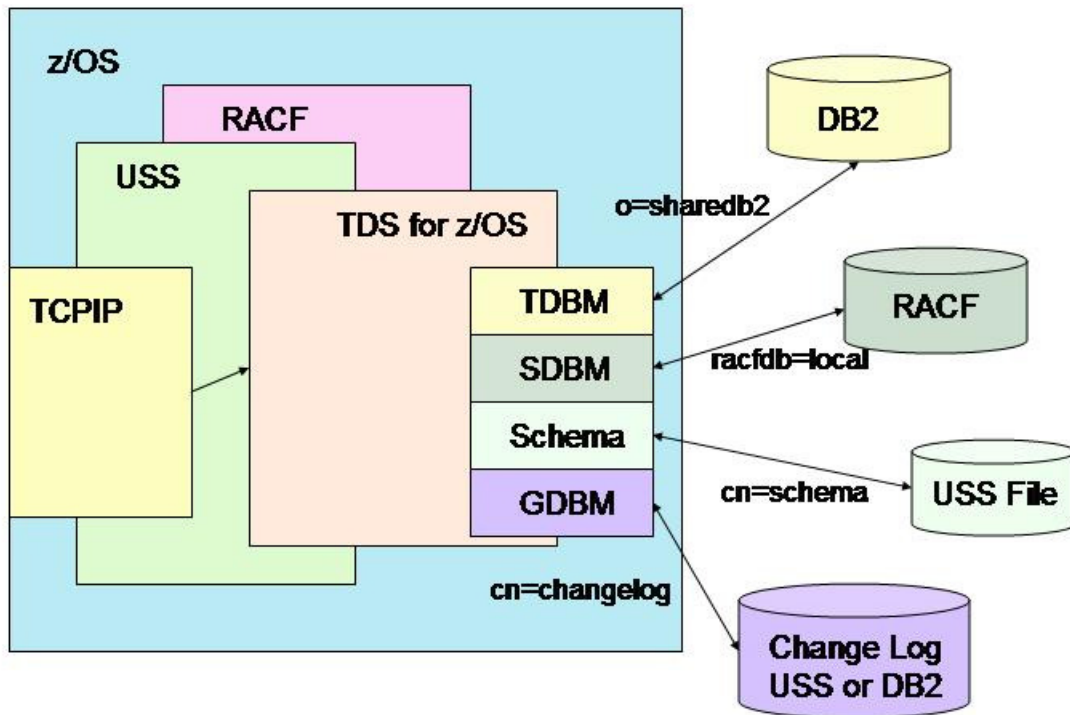 z/OS
RACF
USS
TDS for z/OS
TCPIP
TDBM
SDBM
Schema
GDBM
DB2
o=sharedb2
RACF
racfdb=local
USS File
cn=schema
cn=changelog
Change Log
USS or DB2